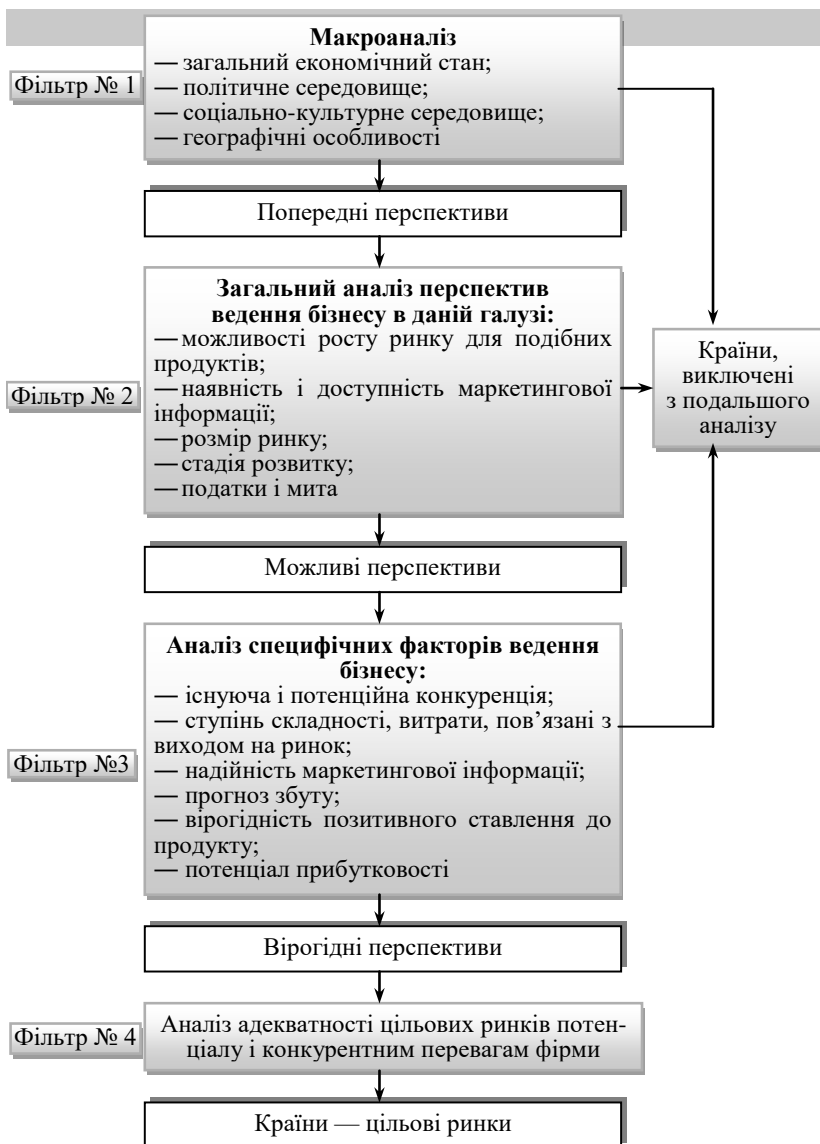 Макроаналіз
— загальний економічний стан;
Фільтр № 1
— політичне середовище;
— соціально-культурне середовище;
— географічні особливості
Попередні перспективи
Загальний аналіз перспектив
ведення бізнесу в даній галузі:
— можливості росту ринку для подібних
продуктів;
Фільтр № 2
— наявність і доступність маркетингової
інформації;
— розмір ринку;
— стадія розвитку;
— податки і мита
Країни,
виключені
з подальшого
аналізу
Можливі перспективи
Аналіз специфічних факторів ведення
бізнесу:
— існуюча і потенційна конкуренція;
— ступінь складності, витрати, пов’язані з
виходом на ринок;
Фільтр №3
— надійність маркетингової інформації;
— прогноз збуту;
— вірогідність позитивного ставлення до
продукту;
— потенціал прибутковості
Вірогідні перспективи
Фільтр № 4
Аналіз адекватності цільових ринків потен-
ціалу і конкурентним перевагам фірми
Країни — цільові ринки